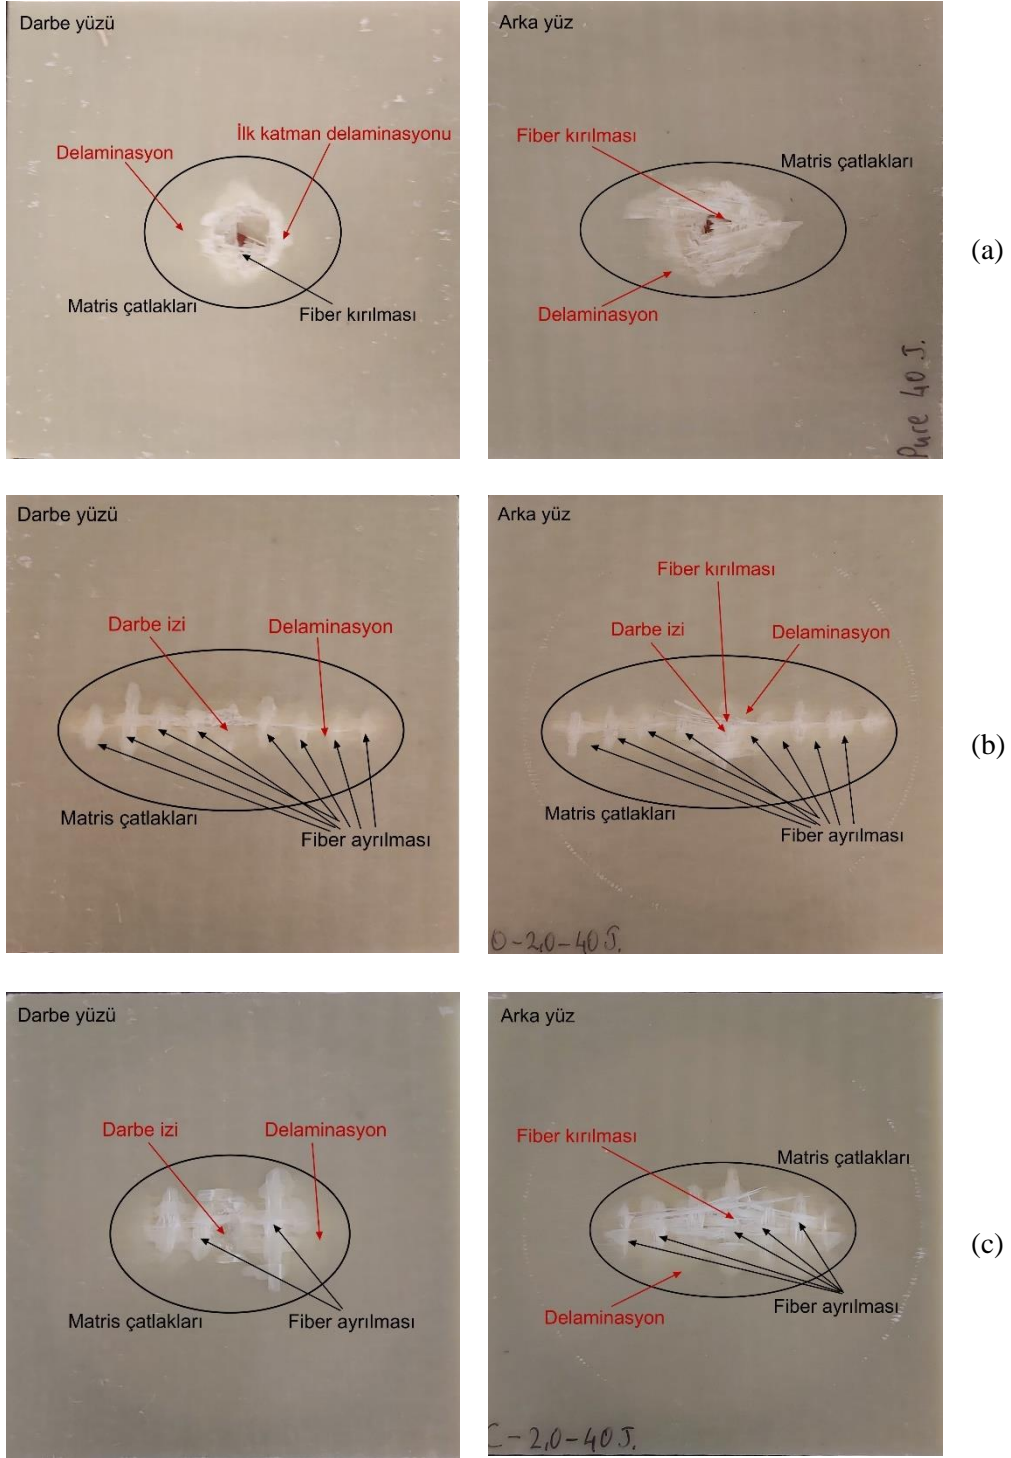 Darbe yüzü
İlk katman delaminasyonu
Delaminasyon
Matris çatlakları
Fiber kırılması
Arka yüz
Fiber kırılması
Matris çatlakları
Delaminasyon
Pure 40 J.
(a)
Darbe yüzü
Darbe izi
Delaminasyon
Matris çatlakları
Fiber ayrılması
Arka yüz
Fiber kırılması
Darbe izi
Delaminasyon
Matris çatlakları
Fiber ayrılması
O-2,0-40 J.
(b)
Darbe yüzü
Darbe izi
Delaminasyon
Matris çatlakları
Fiber ayrılması
Arka yüz
Fiber kırılması
Matris çatlakları
Fiber ayrılması
Delaminasyon
C-2,0-40 J.
(c)